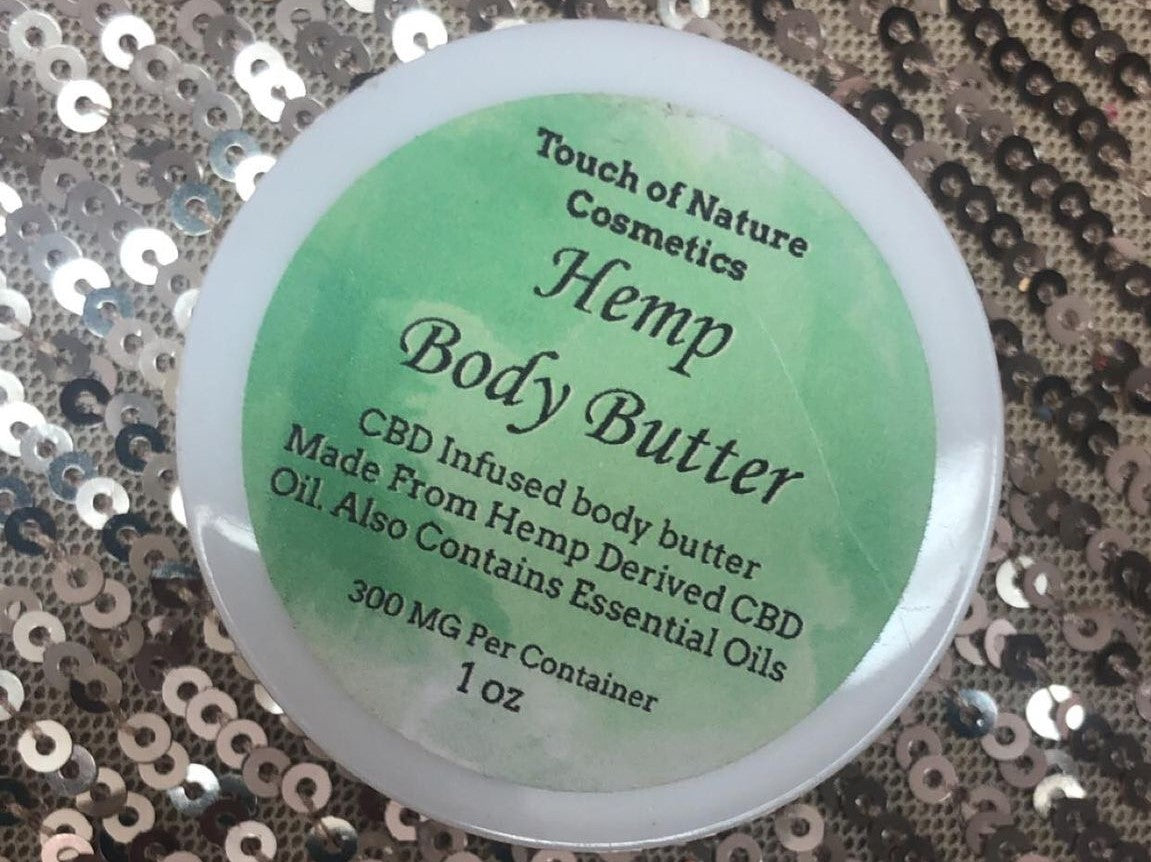 Touch of Nature
Cosmetics
Hemp
Body Butter
CBD Infused body butter
Made From Hemp Derived CBD
Oil. Also Contains Essential Oils
300 MG Per Container
1 oz